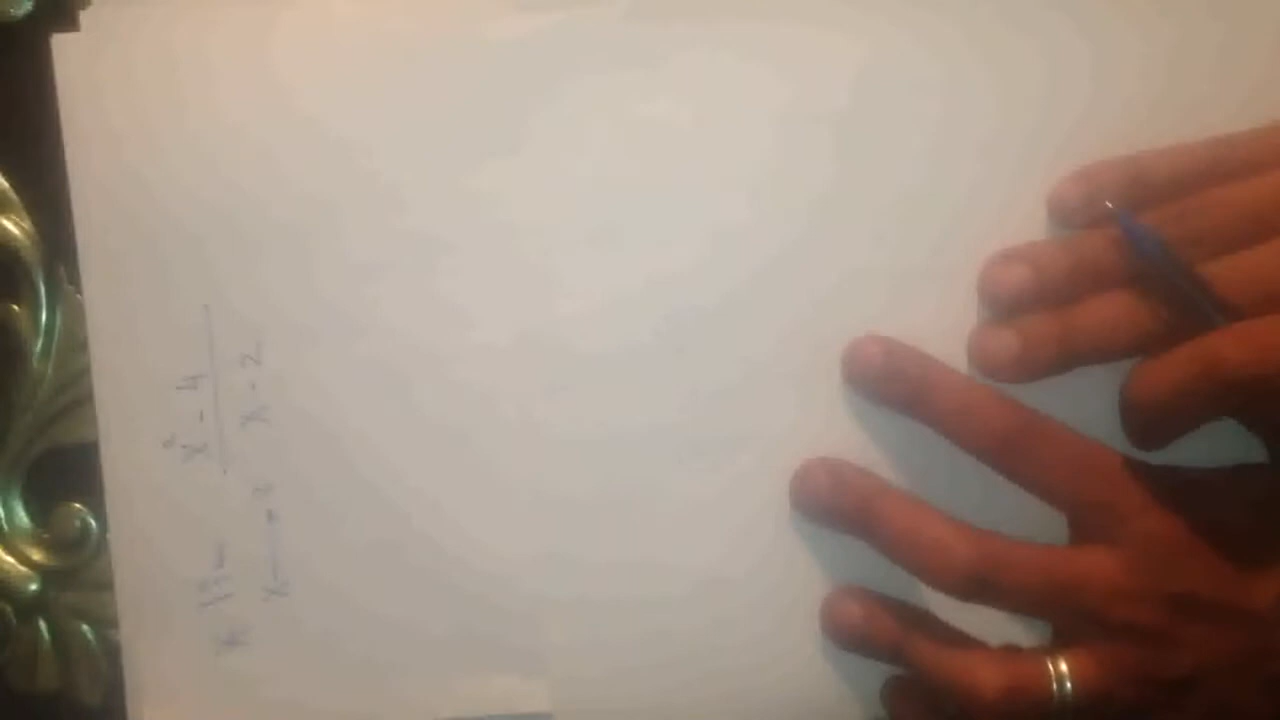 * lim x² - 4
x → 2 x - 2